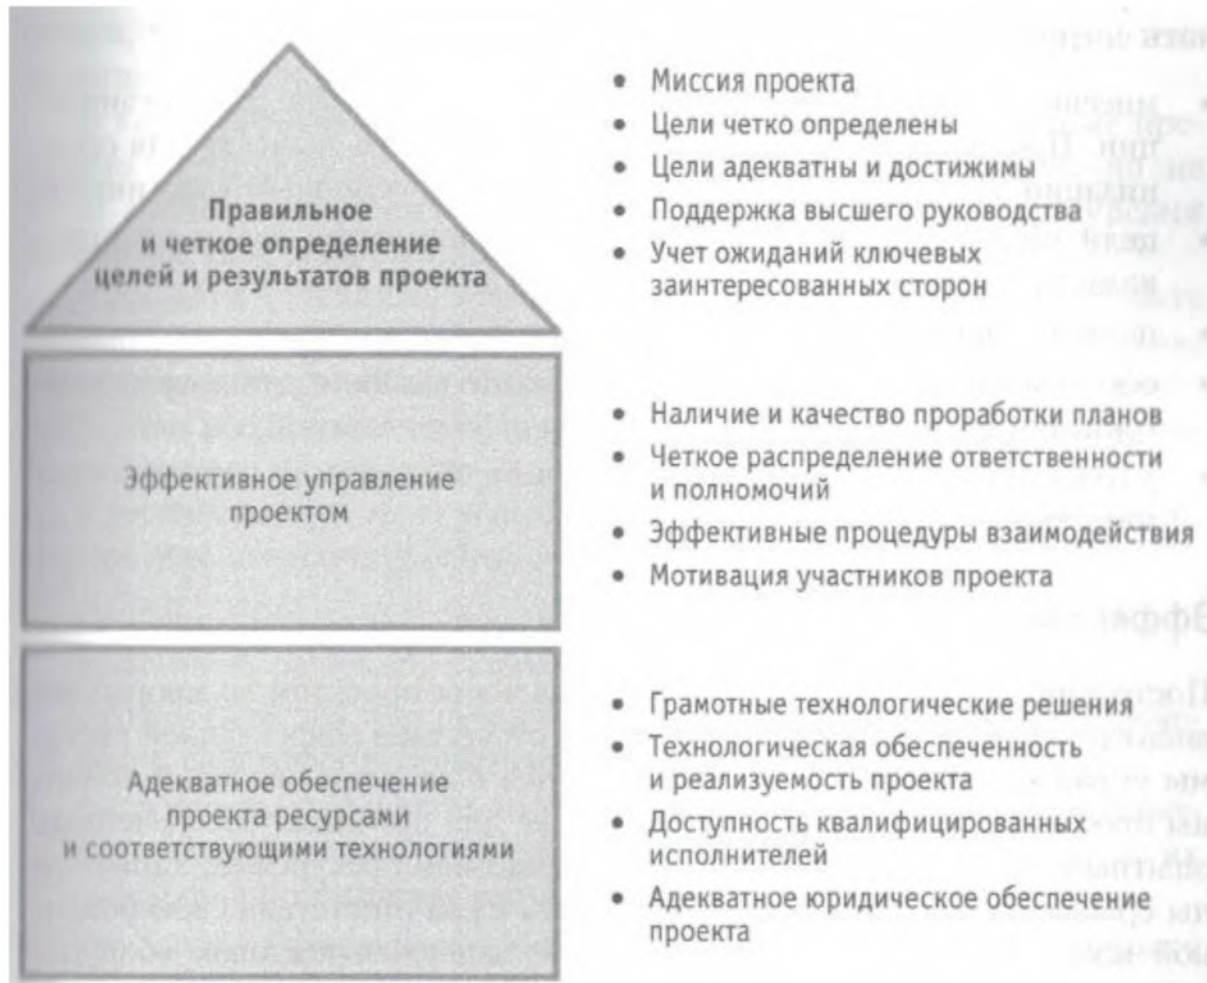 Правильное
и четкое определение
целей и результатов проекта
• Миссия проекта
• Цели четко определены
• Цели адекватны и достижимы
• Поддержка высшего руководства
• Учет ожиданий ключевых
заинтересованных сторон
Эффективное управление
проектом
• Наличие и качество проработки планов
• Четкое распределение ответственности
и полномочий
• Эффективные процедуры взаимодействия
• Мотивация участников проекта
Адекватное обеспечение
проекта ресурсами
и соответствующими технологиями
• Грамотные технологические решения
• Технологическая обеспеченность
и реализуемость проекта
• Доступность квалифицированных
исполнителей
• Адекватное юридическое обеспечение
проекта